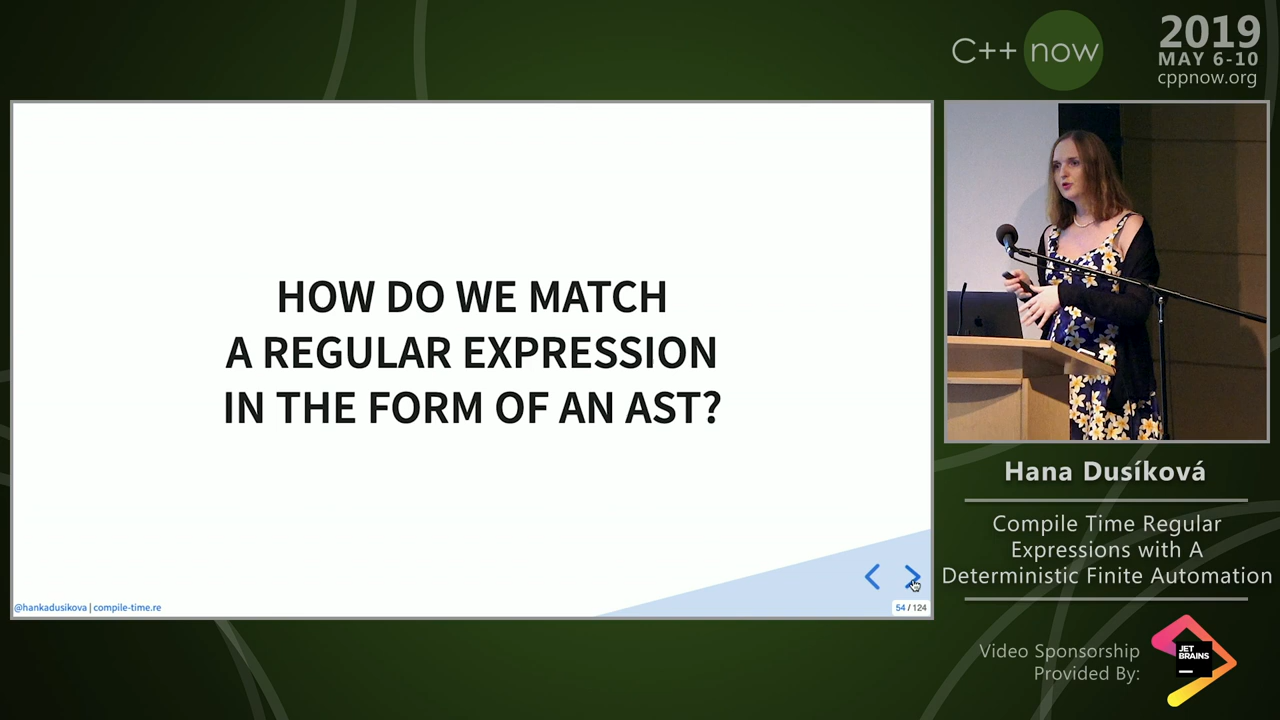 C++ now
2019
MAY 6-10
cppnow.org
HOW DO WE MATCH
A REGULAR EXPRESSION
IN THE FORM OF AN AST?
@hankadusikova | compile-time.re
54 / 124
Hana Dusíková
Compile Time Regular
Expressions with A
Deterministic Finite Automation
Video Sponsorship
Provided By:
JET
BRAINS